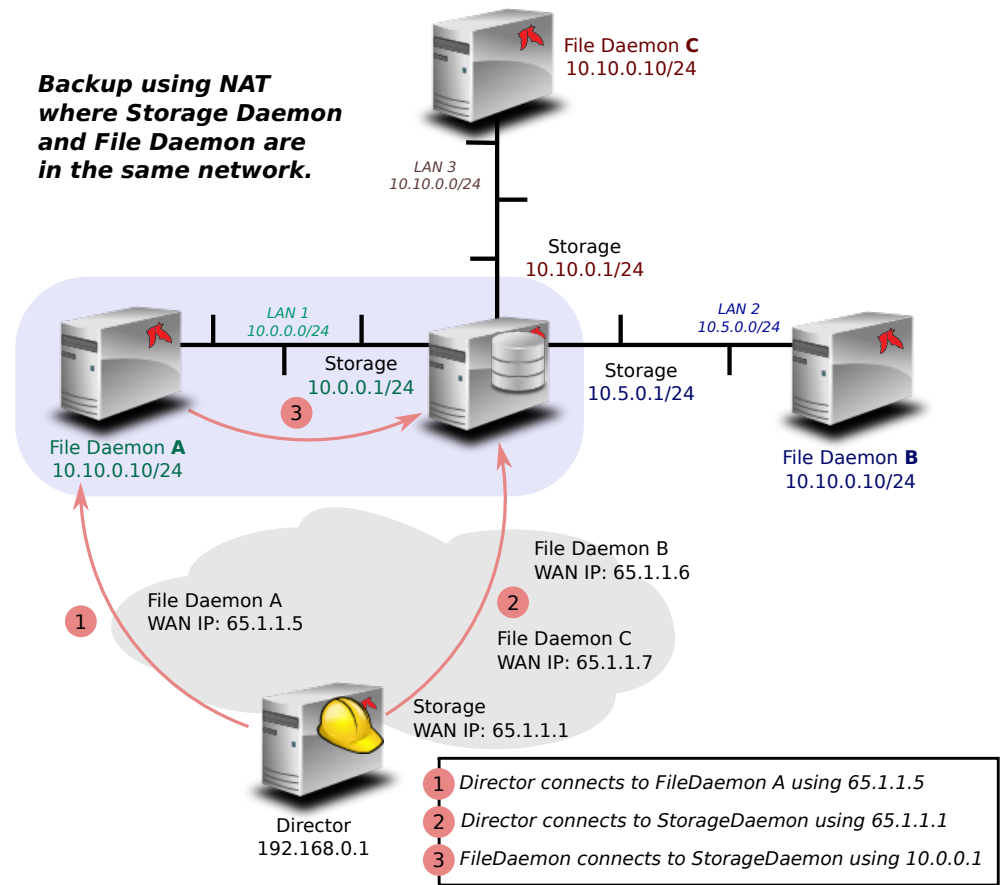 Backup using NAT
where Storage Daemon
and File Daemon are
in the same network.
File Daemon C
10.10.0.10/24
LAN 3
10.10.0.0/24
Storage
10.10.0.1/24
LAN 1
10.0.0.0/24
Storage
10.0.0.1/24
3
File Daemon A
10.10.0.10/24
LAN 2
10.5.0.0/24
Storage
10.5.0.1/24
File Daemon B
10.10.0.10/24
1
File Daemon A
WAN IP: 65.1.1.5
File Daemon B
WAN IP: 65.1.1.6
2
File Daemon C
WAN IP: 65.1.1.7
Storage
WAN IP: 65.1.1.1
Director
192.168.0.1
1 Director connects to FileDaemon A using 65.1.1.5
2 Director connects to StorageDaemon using 65.1.1.1
3 FileDaemon connects to StorageDaemon using 10.0.0.1